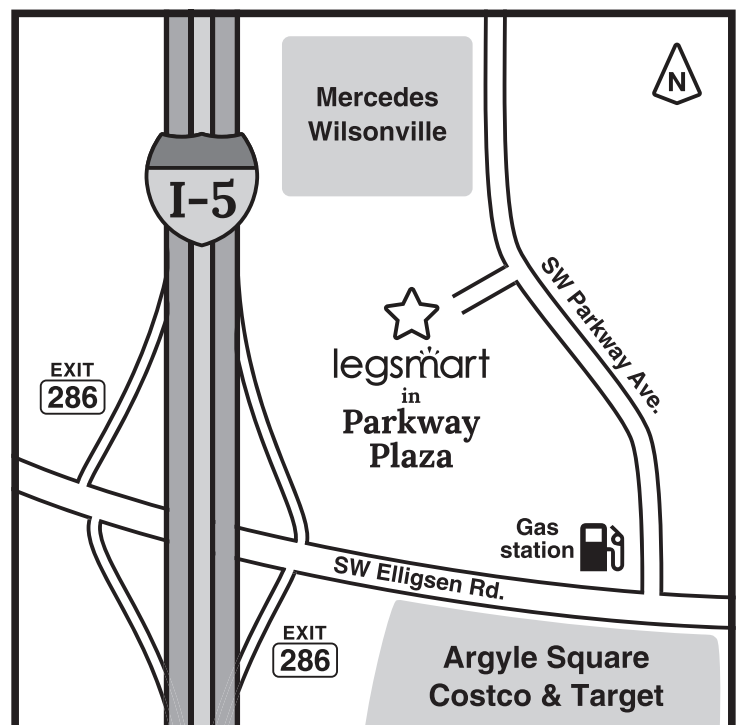 Mercedes
Wilsonville
N
I-5
SW Parkway Ave.
legsmart
in
Parkway
Plaza
EXIT
286
Gas
station
SW Elligsen Rd.
EXIT
286
Argyle Square
Costco & Target